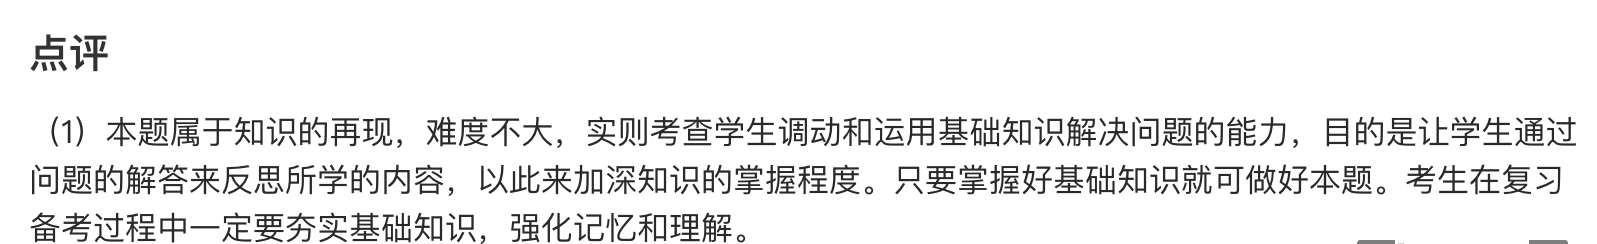 点评
（1）本题属于知识的再现，难度不大，实则考查学生调动和运用基础知识解决问题的能力，目的是让学生通过
问题的解答来反思所学的内容，以此来加深知识的掌握程度。只要掌握好基础知识就可做好本题。考生在复习
备考过程中一定要夯实基础知识，强化记忆和理解。